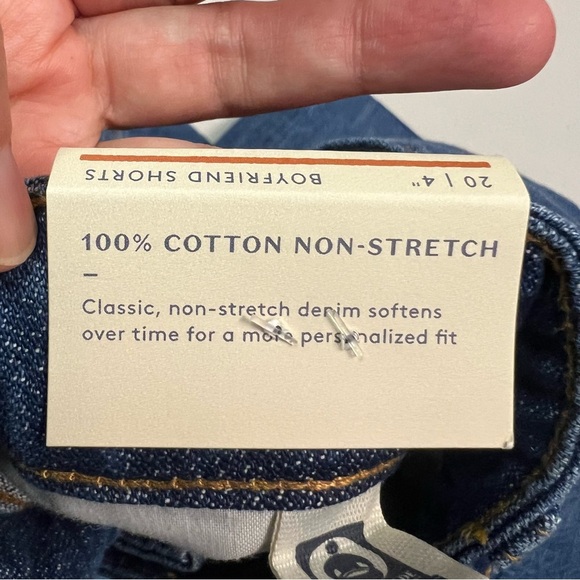 BOYFRIEND SHORTS 20 | 4"
100% COTTON NON-STRETCH
–
Classic, non-stretch denim softens
over time for a more personalized fit